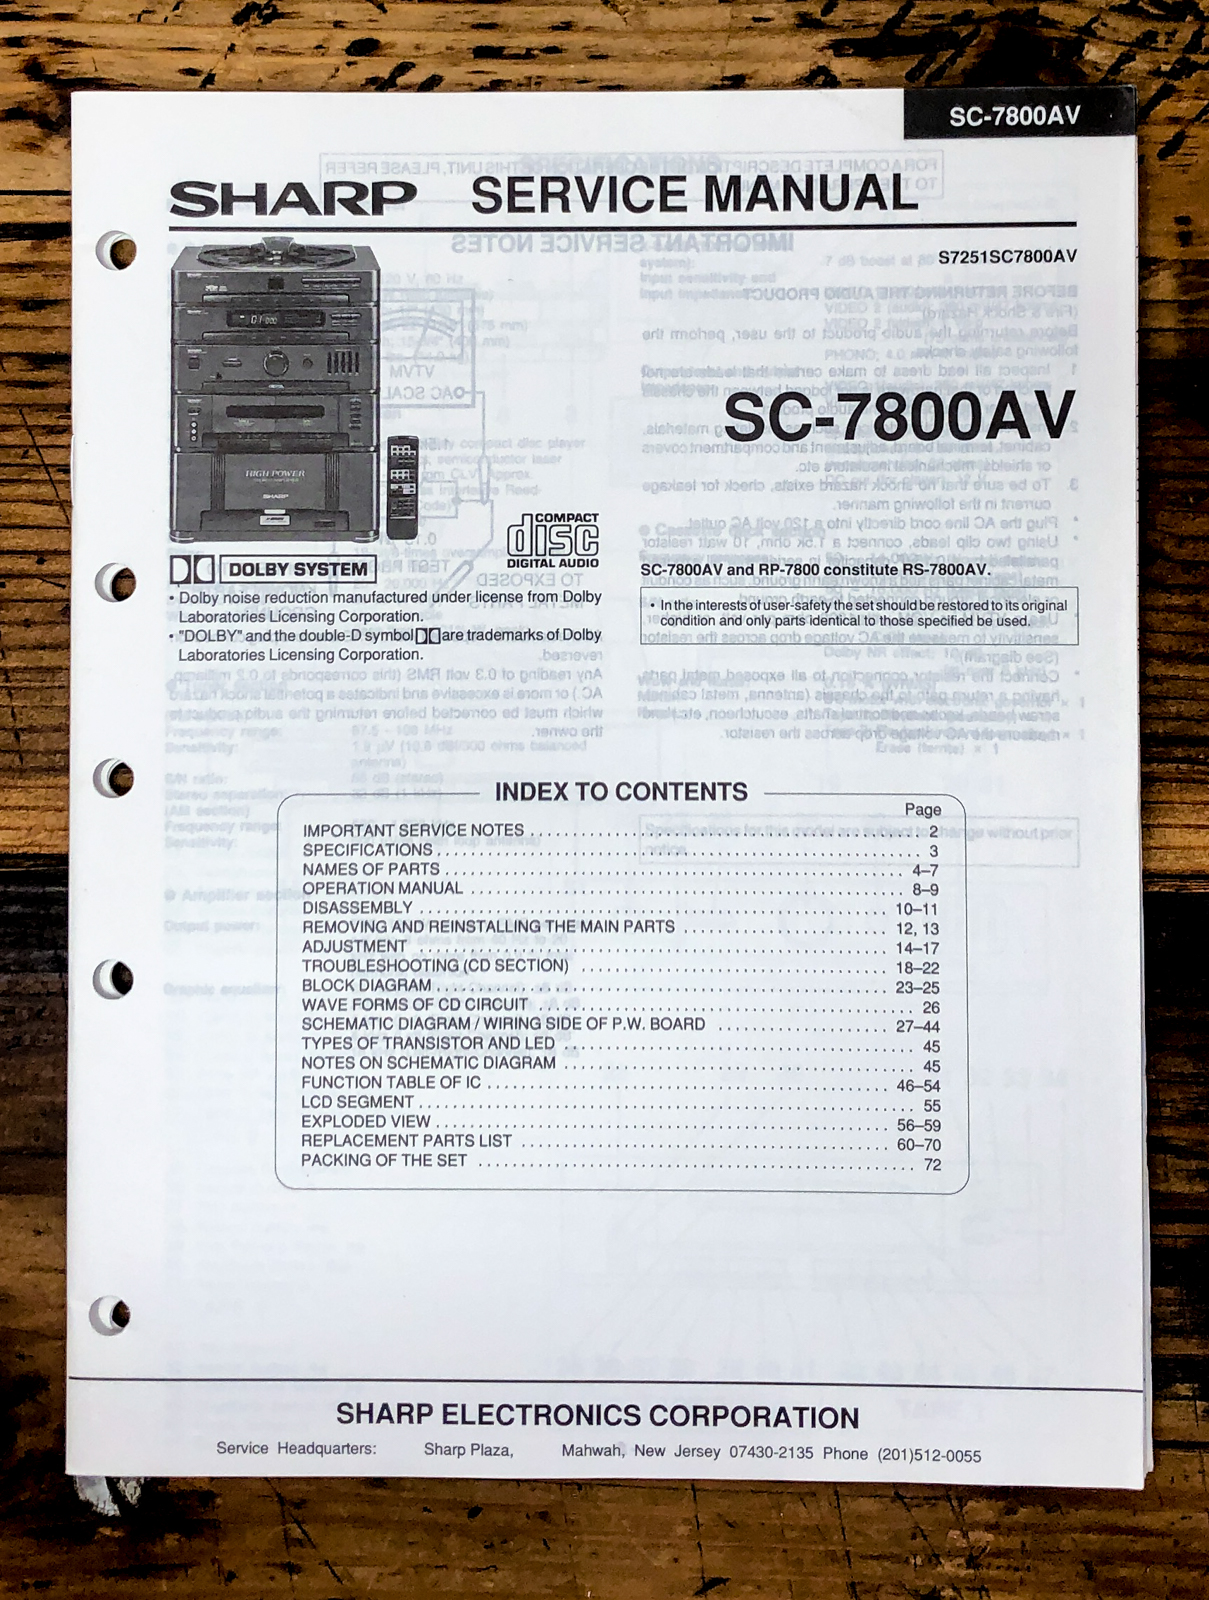 SC-7800AV
SHARP SERVICE MANUAL
S7251SC7800AV
SC-7800AV
HIGH POWER
SHARP
COMPACT
disc
DIGITAL AUDIO
DOLBY SYSTEM
• Dolby noise reduction manufactured under license from Dolby
Laboratories Licensing Corporation.
• "DOLBY" and the double-D symbol are trademarks of Dolby
Laboratories Licensing Corporation.
SC-7800AV and RP-7800 constitute RS-7800AV.
• In the interests of user-safety the set should be restored to its original
condition and only parts identical to those specified be used.
INDEX TO CONTENTS
Page
IMPORTANT SERVICE NOTES 2
SPECIFICATIONS 3
NAMES OF PARTS 4–7
OPERATION MANUAL 8–9
DISASSEMBLY 10–11
REMOVING AND REINSTALLING THE MAIN PARTS 12, 13
ADJUSTMENT 14–17
TROUBLESHOOTING (CD SECTION) 18–22
BLOCK DIAGRAM 23–25
WAVE FORMS OF CD CIRCUIT 26
SCHEMATIC DIAGRAM / WIRING SIDE OF P.W. BOARD 27–44
TYPES OF TRANSISTOR AND LED 45
NOTES ON SCHEMATIC DIAGRAM 45
FUNCTION TABLE OF IC 46–54
LCD SEGMENT 55
EXPLODED VIEW 56–59
REPLACEMENT PARTS LIST 60–70
PACKING OF THE SET 72
SHARP ELECTRONICS CORPORATION
Service Headquarters: Sharp Plaza, Mahwah, New Jersey 07430-2135 Phone (201)512-0055